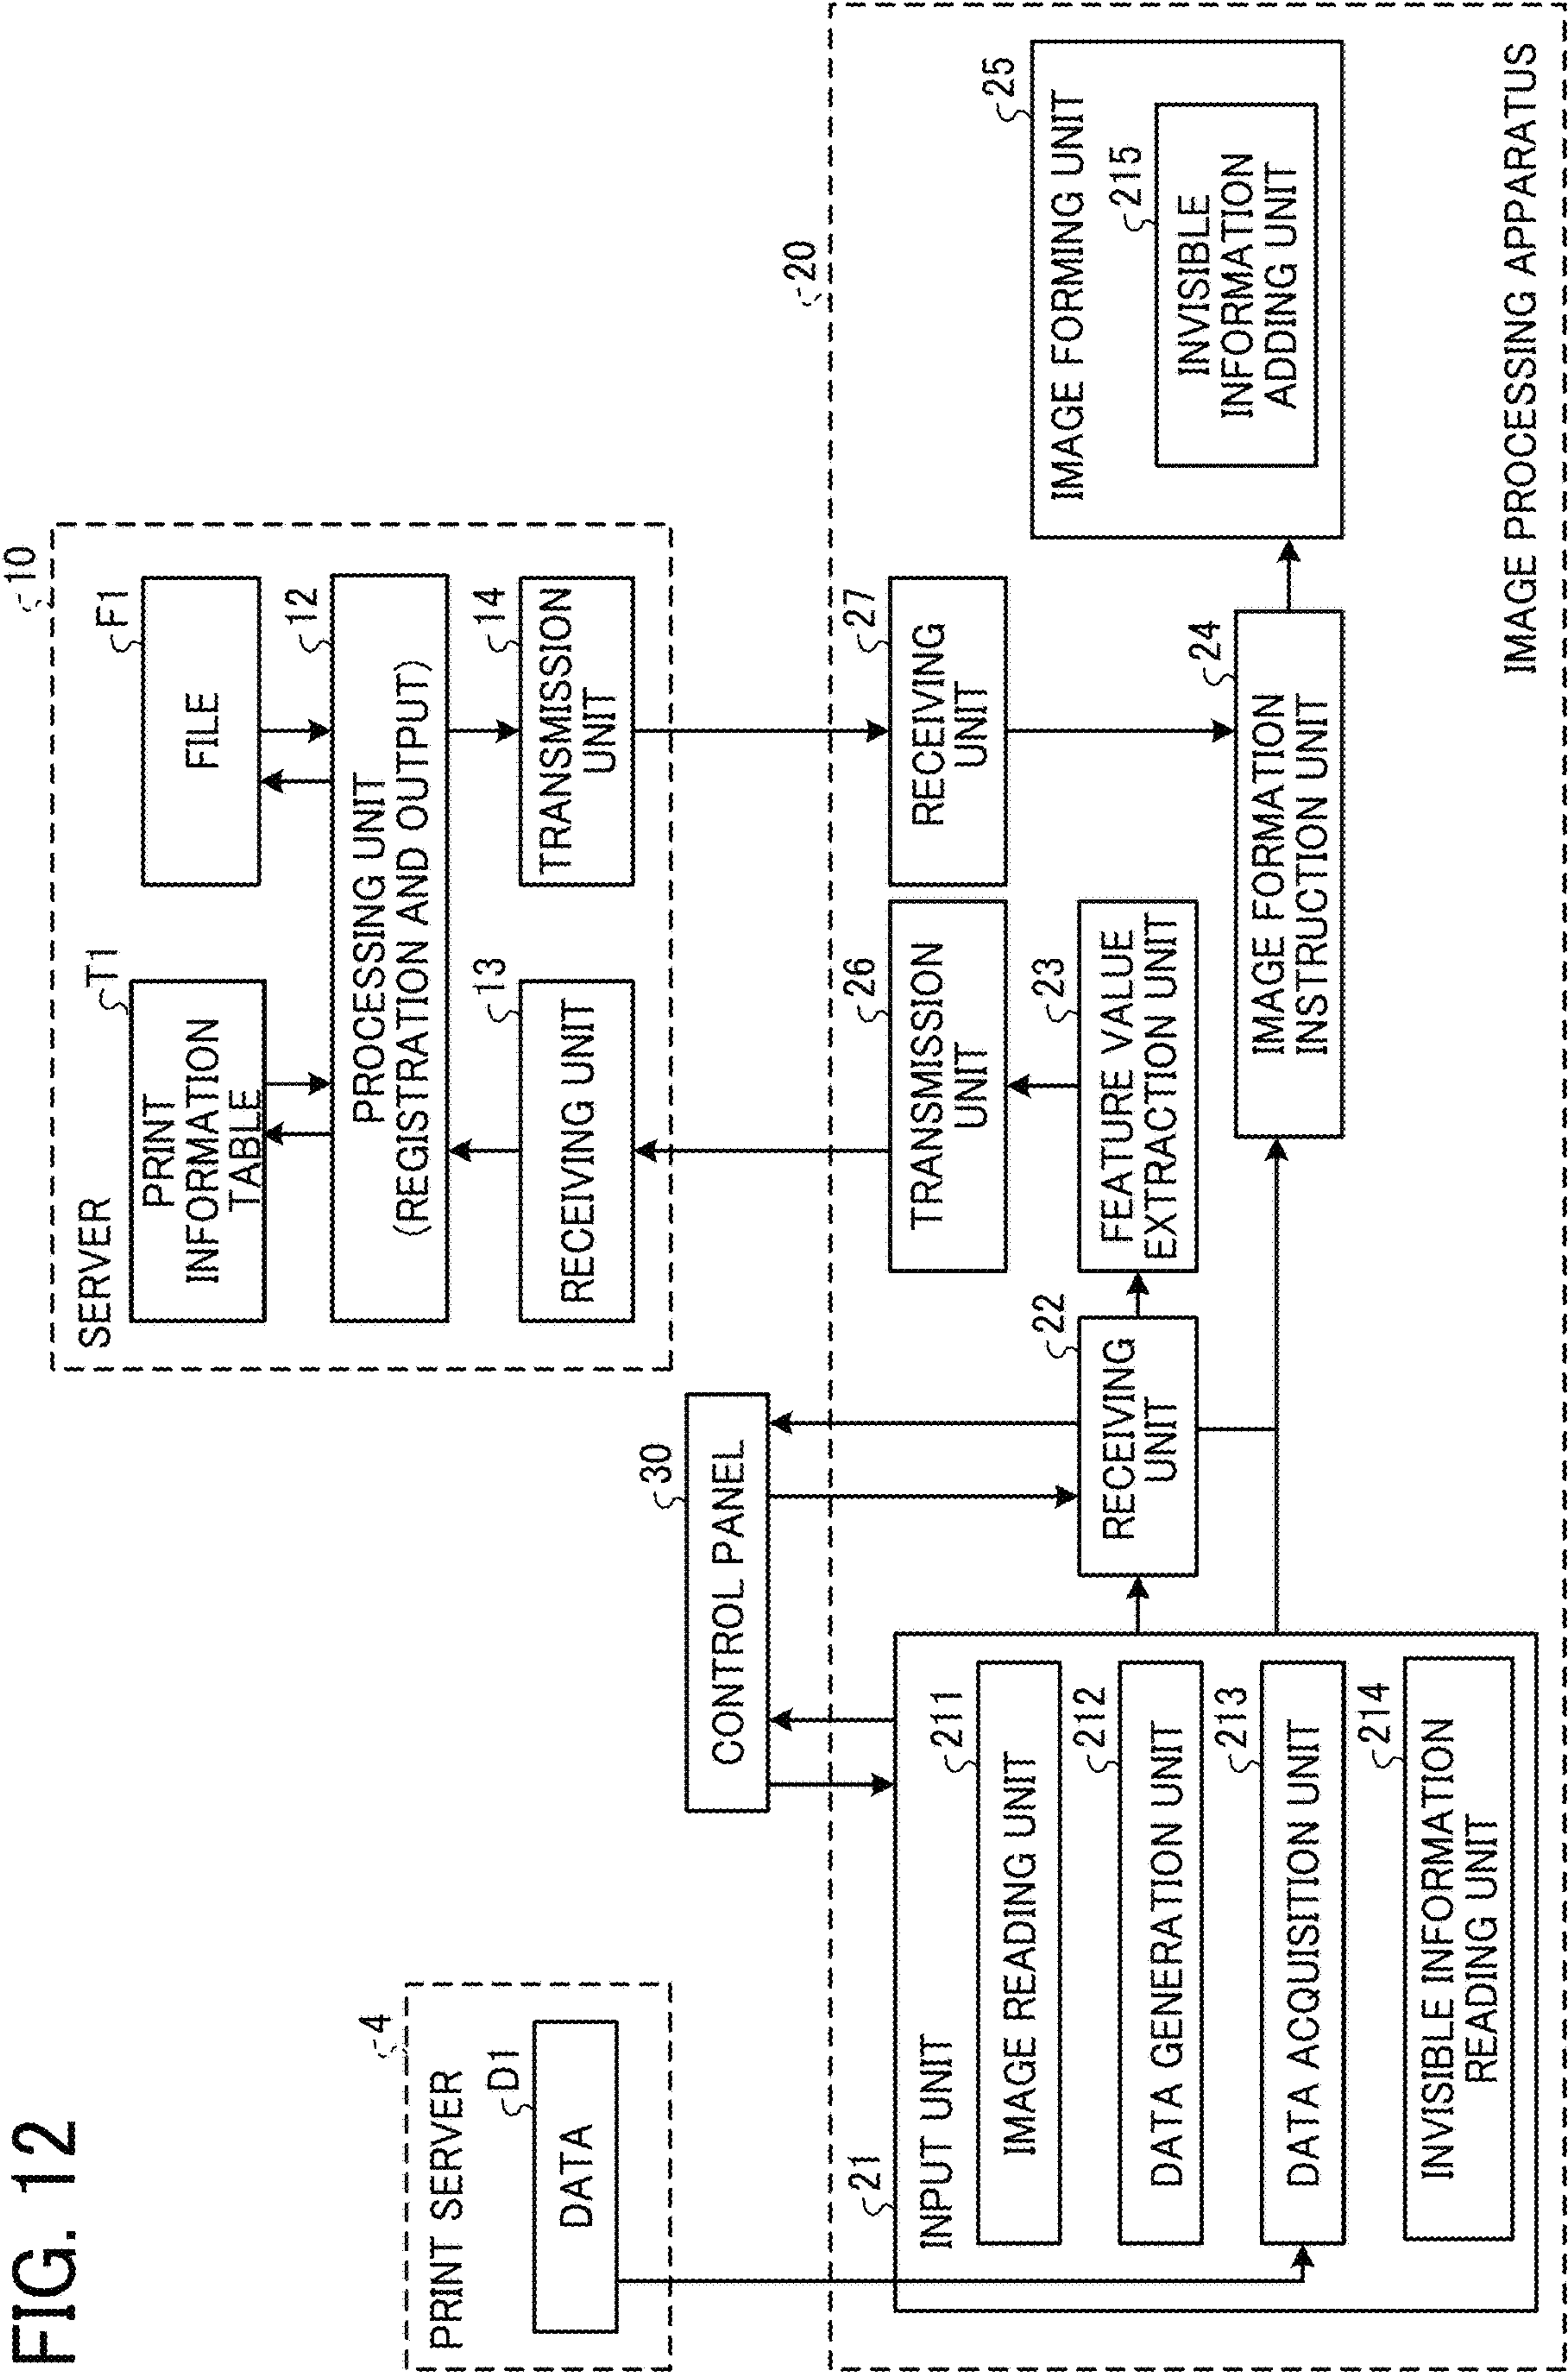 FIG. 12
4
PRINT SERVER
D1
DATA
30
CONTROL PANEL
10
SERVER
T1
PRINT
INFORMATION
TABLE
F1
FILE
12
PROCESSING UNIT
(REGISTRATION AND OUTPUT)
13
RECEIVING UNIT
14
TRANSMISSION
UNIT
20
21
INPUT UNIT
211
IMAGE READING UNIT
212
DATA GENERATION UNIT
213
DATA ACQUISITION UNIT
214
INVISIBLE INFORMATION
READING UNIT
22
RECEIVING
UNIT
26
TRANSMISSION
UNIT
23
FEATURE VALUE
EXTRACTION UNIT
27
RECEIVING
UNIT
24
IMAGE FORMATION
INSTRUCTION UNIT
25
IMAGE FORMING UNIT
215
INVISIBLE
INFORMATION
ADDING UNIT
IMAGE PROCESSING APPARATUS